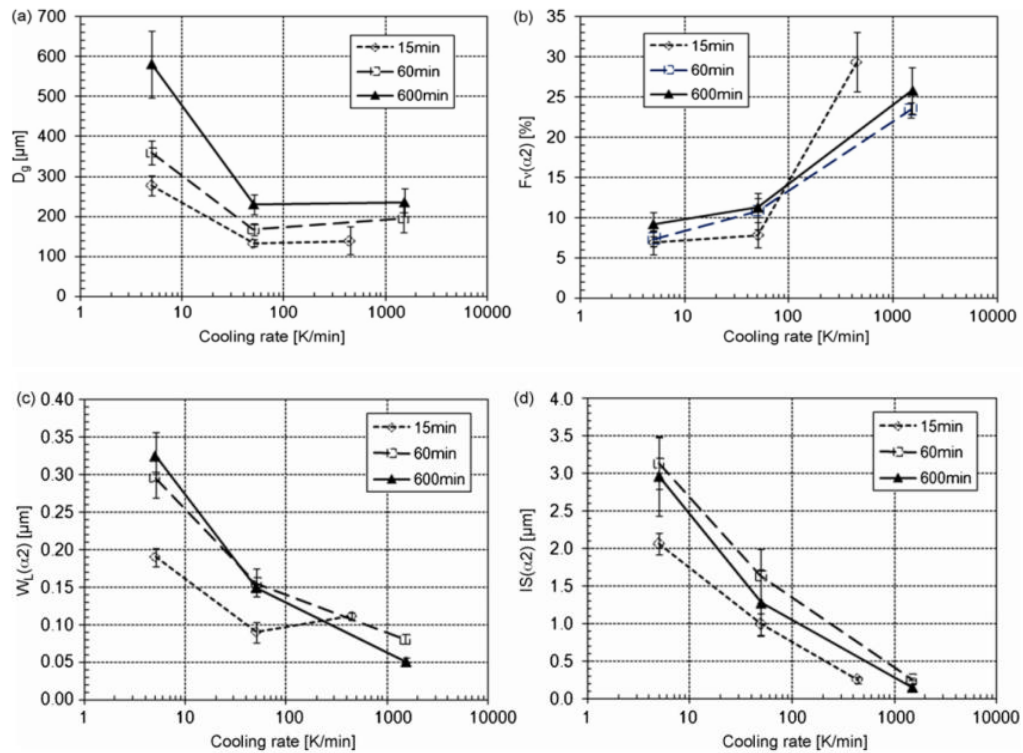 (a)
700
600
500
400
300
200
100
0
Dg [µm]
15min
60min
600min
1
10
100
1000
10000
Cooling rate [K/min]
(b)
35
30
25
20
15
10
5
0
Fv(α2) [%]
15min
60min
600min
1
10
100
1000
10000
Cooling rate [K/min]
(c)
0.40
0.35
0.30
0.25
0.20
0.15
0.10
0.05
0.00
WL(α2) [µm]
15min
60min
600min
1
10
100
1000
10000
Cooling rate [K/min]
(d)
4.0
3.5
3.0
2.5
2.0
1.5
1.0
0.5
0.0
IS(α2) [µm]
15min
60min
600min
1
10
100
1000
10000
Cooling rate [K/min]